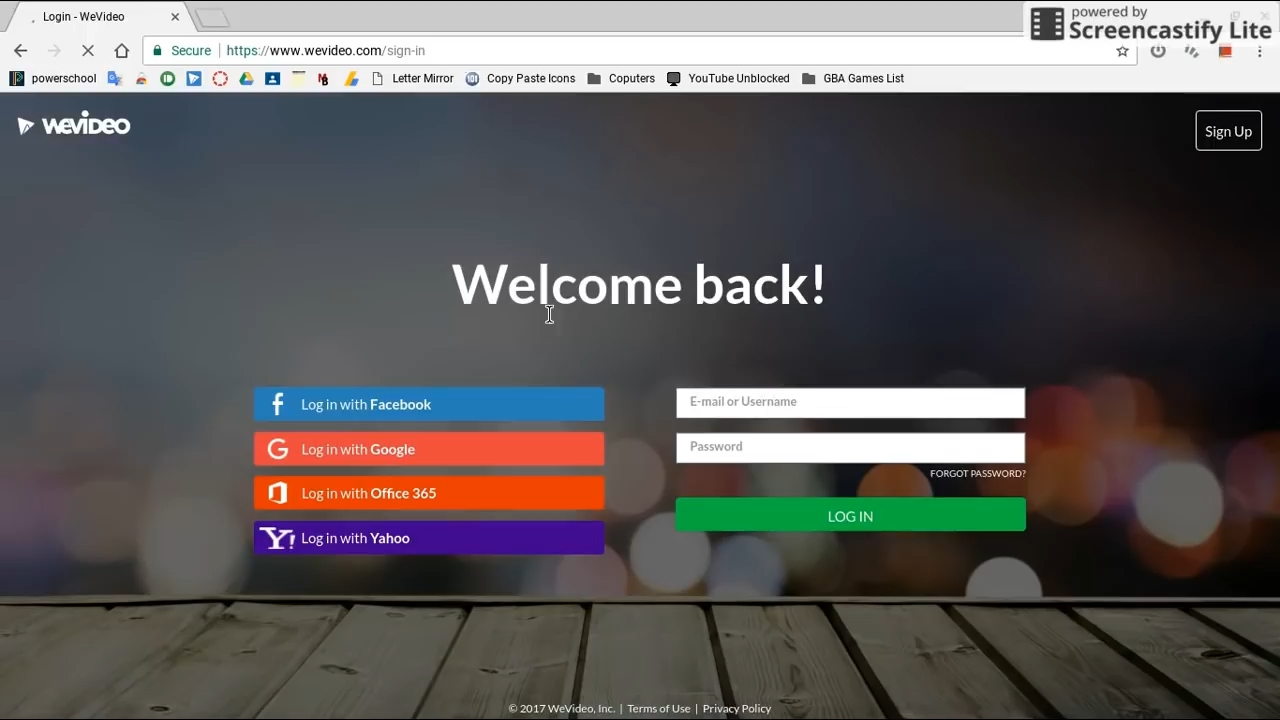 Login - WeVideo
powered by
Screencastify Lite
Secure
https://www.wevideo.com/sign-in
powerschool
Letter Mirror
Copy Paste Icons
Coputers
YouTube Unblocked
GBA Games List
wevideo
Sign Up
Welcome back!
Log in with Facebook
Log in with Google
Log in with Office 365
Log in with Yahoo
E-mail or Username
Password
FORGOT PASSWORD?
LOG IN
© 2017 WeVideo, Inc. | Terms of Use | Privacy Policy